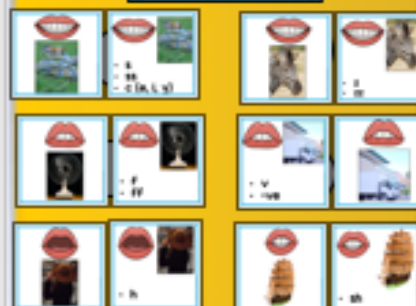 - s
- ss
- c (e, i, y)
- z
- zz
- f
- ff
- v
- -ve
- h
- sh